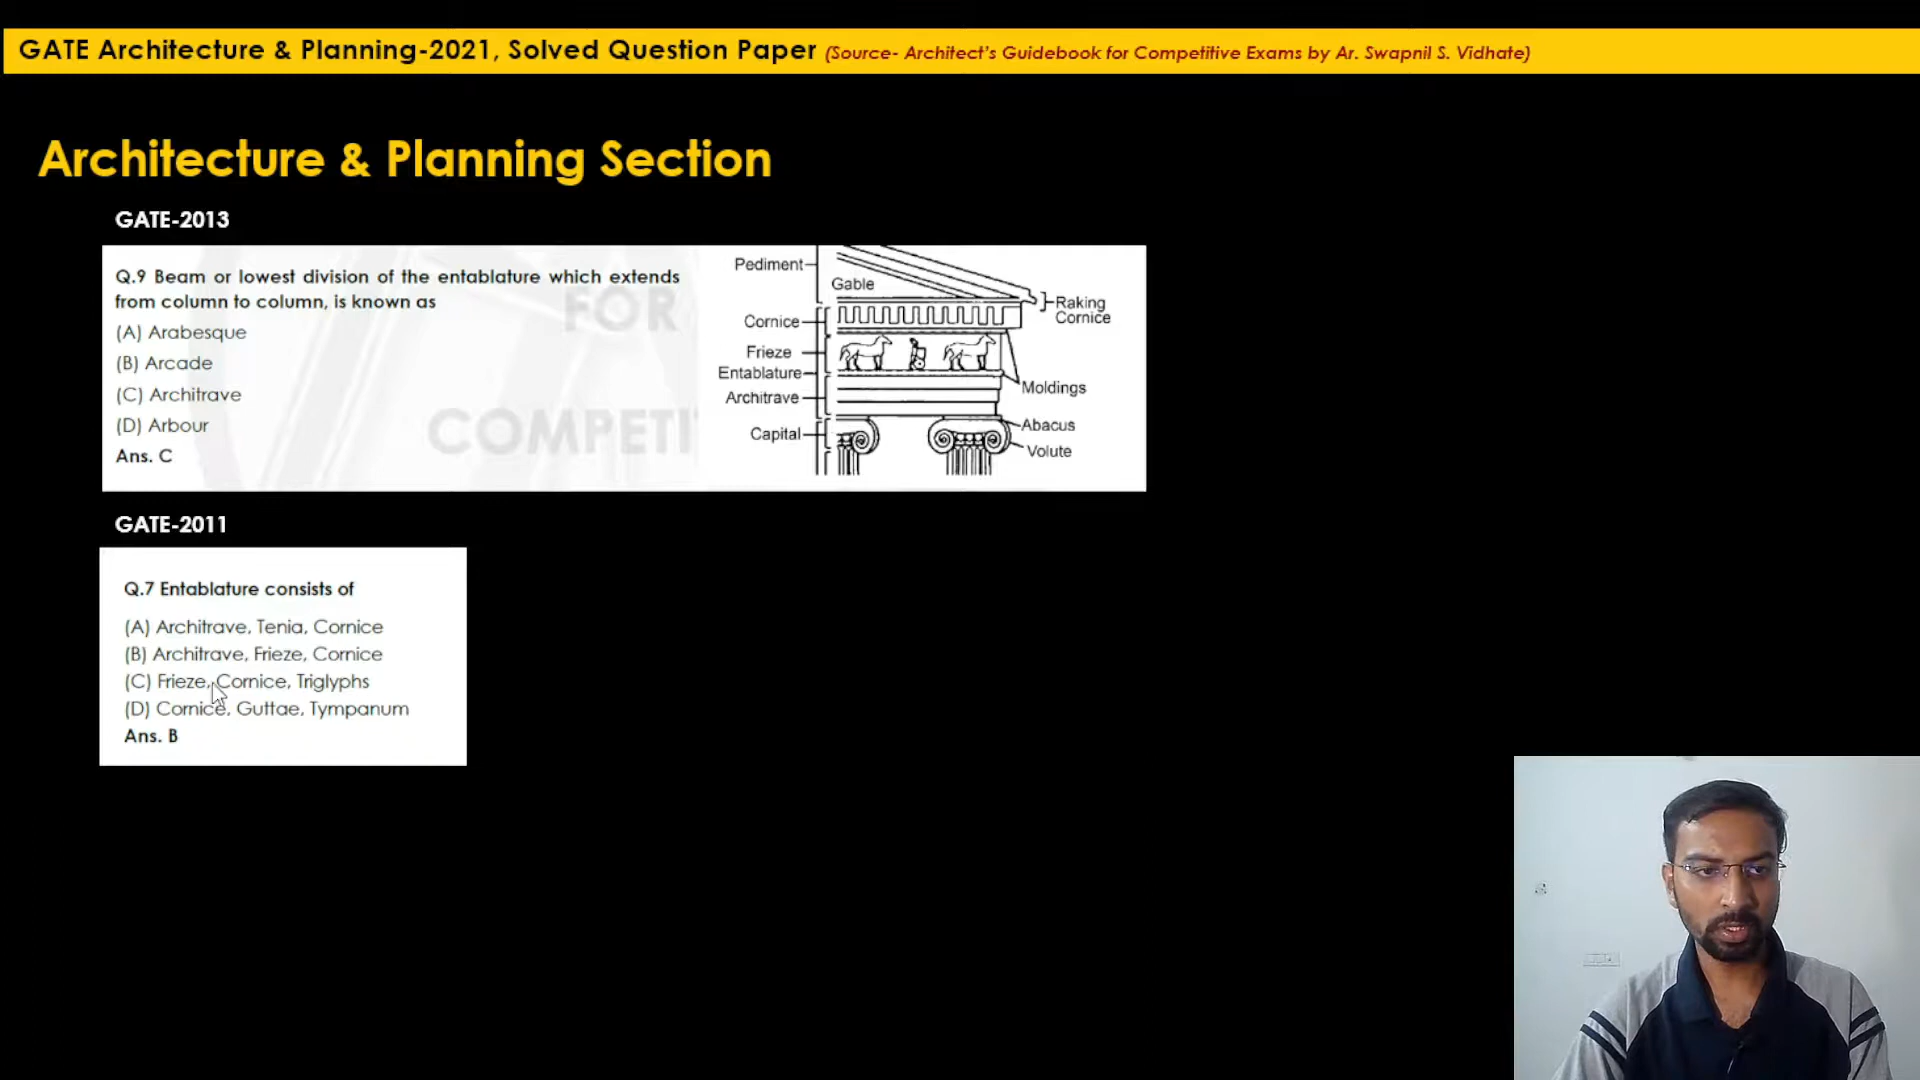 GATE Architecture & Planning-2021, Solved Question Paper (Source- Architect's Guidebook for Competitive Exams by Ar. Swapnil S. Vidhate)
Architecture & Planning Section
GATE-2013
Q.9 Beam or lowest division of the entablature which extends
from column to column, is known as
(A) Arabesque
(B) Arcade
(C) Architrave
(D) Arbour
Ans. C
FOR
COMPETI
Pediment
Gable
Raking
Cornice
Cornice
Frieze
Entablature
Moldings
Architrave
Abacus
Capital
Volute
GATE-2011
Q.7 Entablature consists of
(A) Architrave, Tenia, Cornice
(B) Architrave, Frieze, Cornice
(C) Frieze, Cornice, Triglyphs
(D) Cornice, Guttae, Tympanum
Ans. B